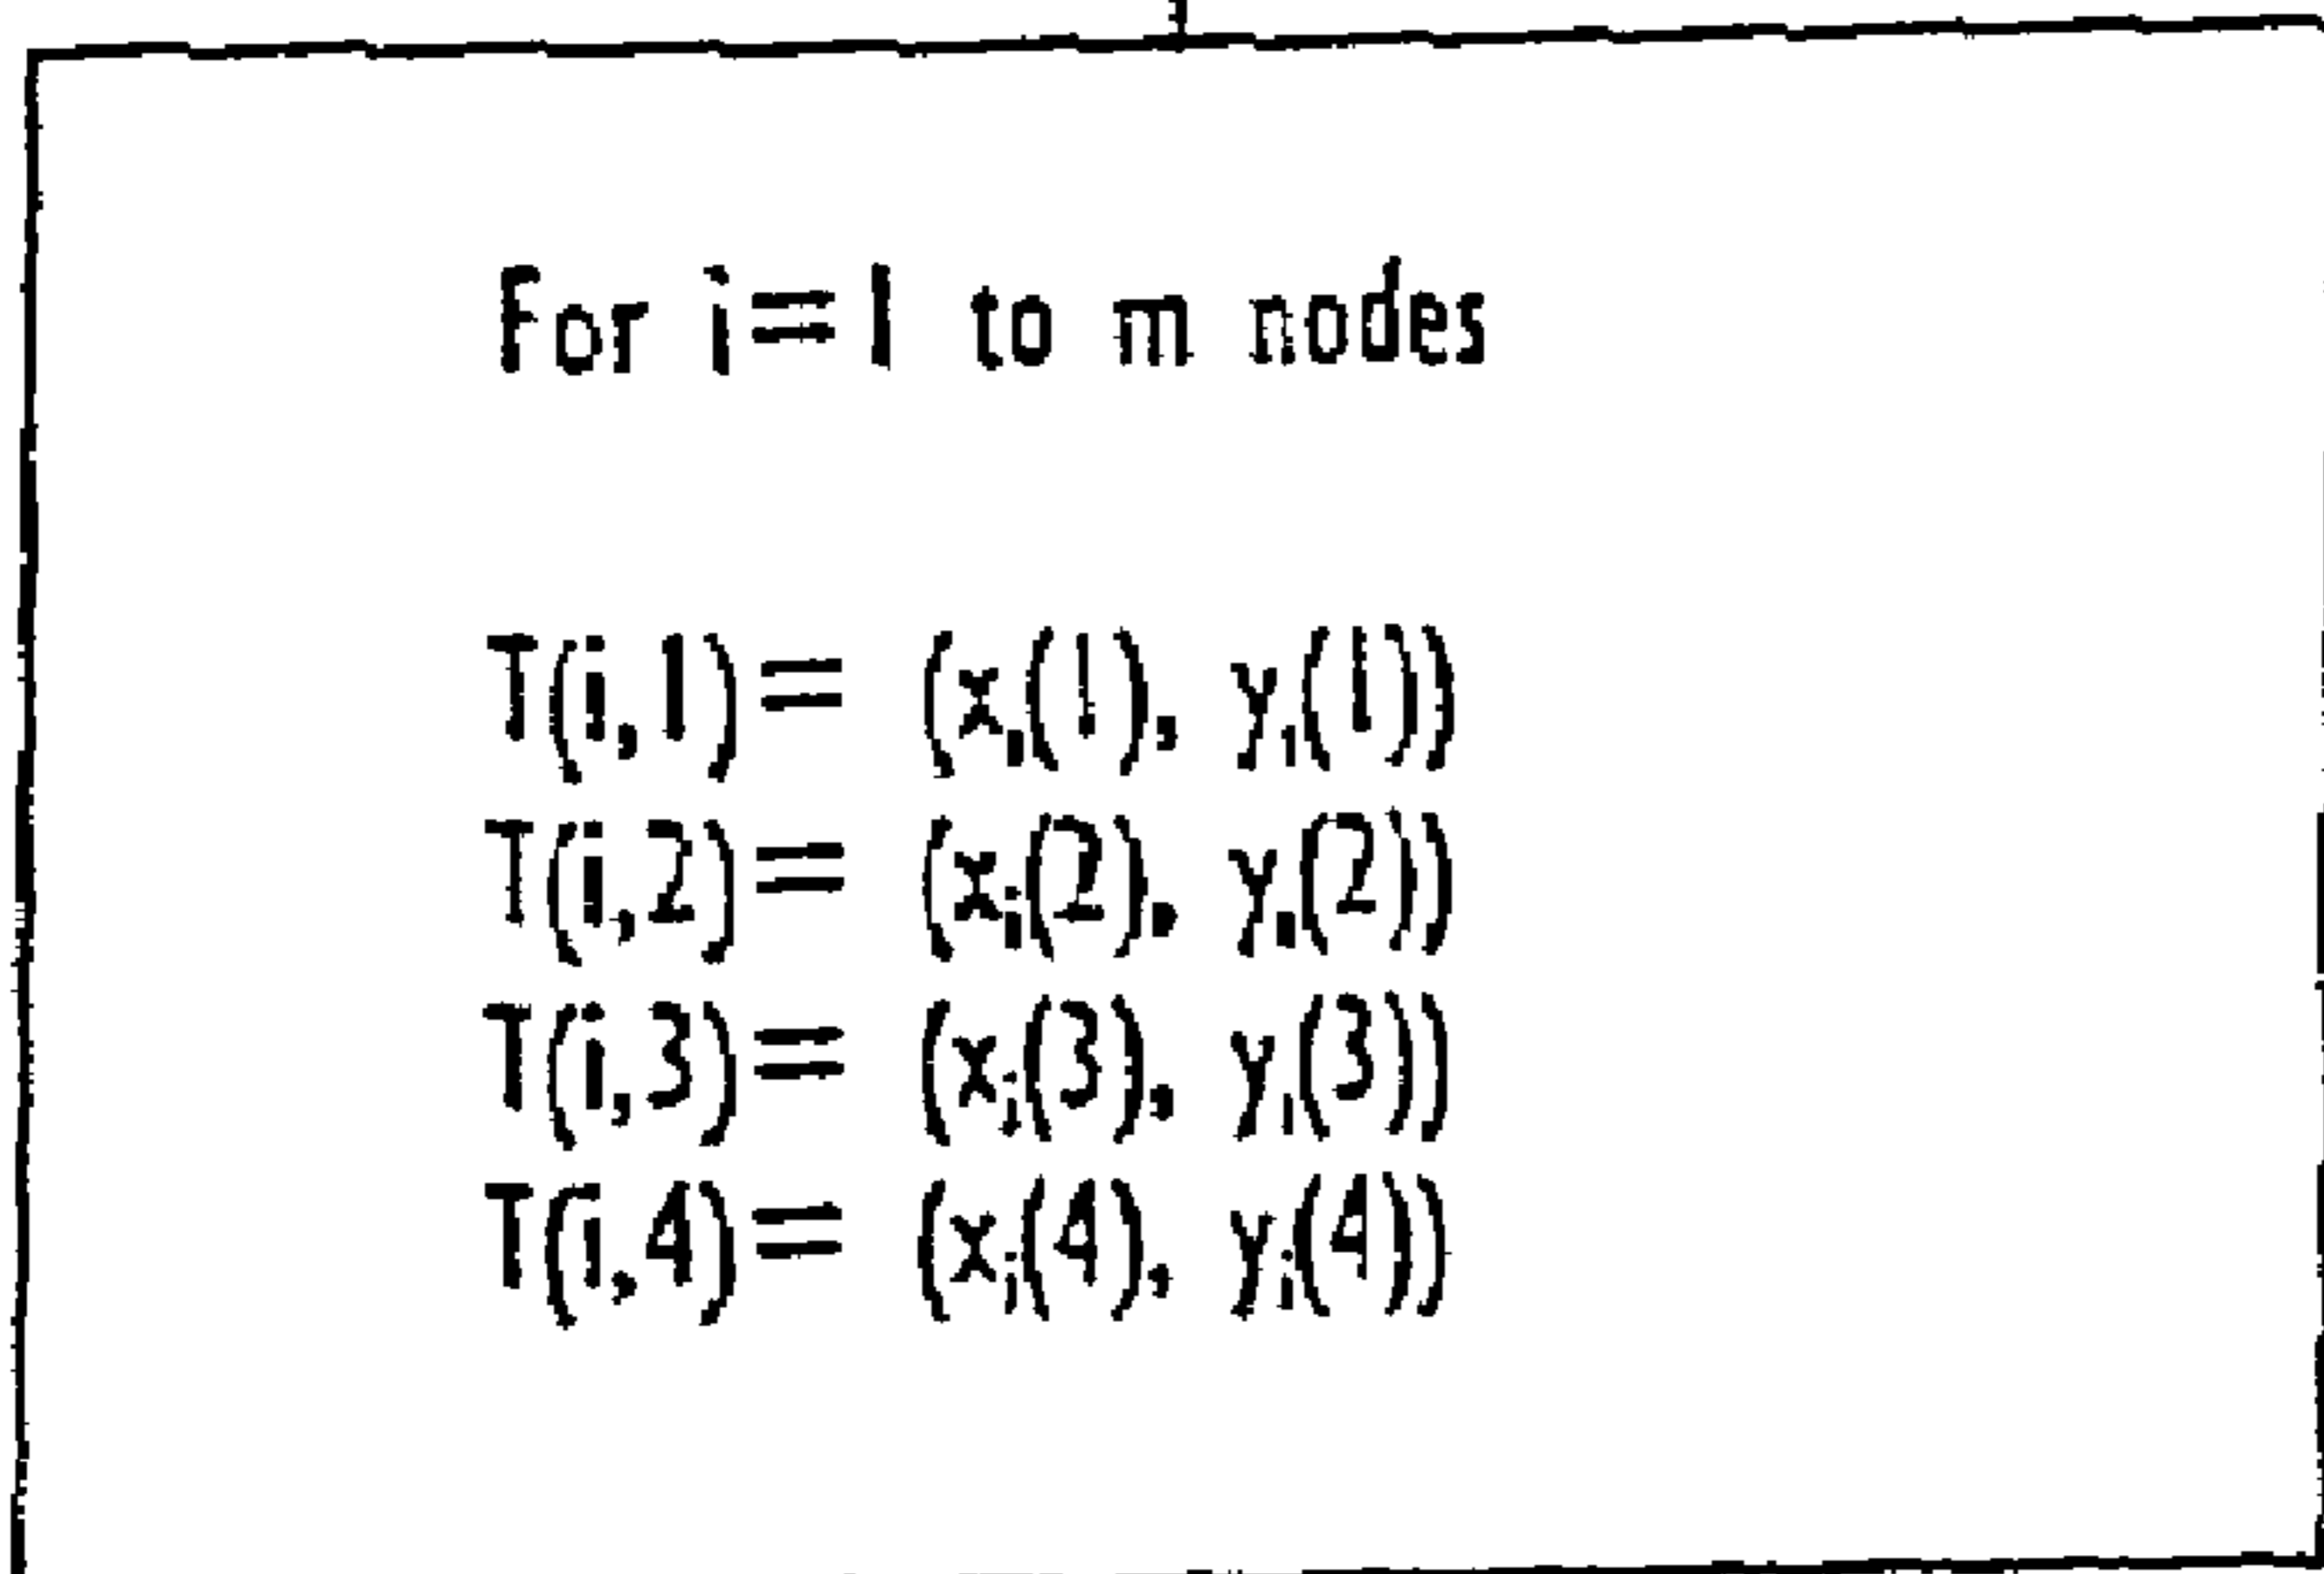 For i=1 to m nodes
T(i,1)= (xᵢ(1), yᵢ(1))
T(i,2)= (xᵢ(2), yᵢ(2))
T(i,3)= (xᵢ(3), yᵢ(3))
T(i,4)= (xᵢ(4), yᵢ(4))